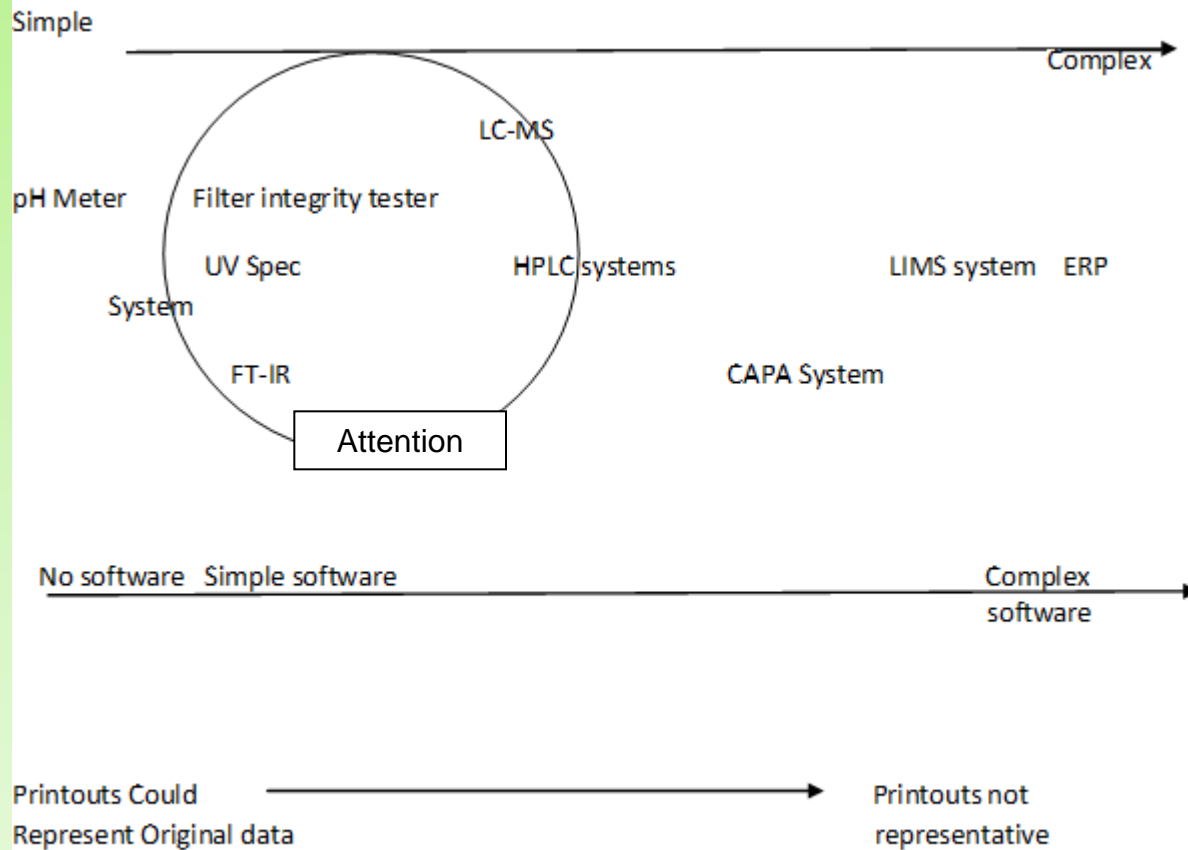 Simple
Complex
LC-MS
pH Meter Filter integrity tester
UV Spec HPLC systems LIMS system ERP
System
FT-IR CAPA System
Attention
No software Simple software Complex
software
Printouts Could Printouts not
Represent Original data representative